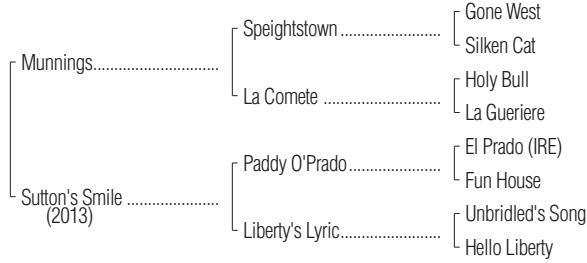 Gone West
Speightstown
Silken Cat
Munnings
Holy Bull
La Comete
La Gueriere
El Prado (IRE)
Paddy O'Prado
Fun House
Sutton's Smile
(2013)
Unbridled's Song
Liberty's Lyric
Hello Liberty